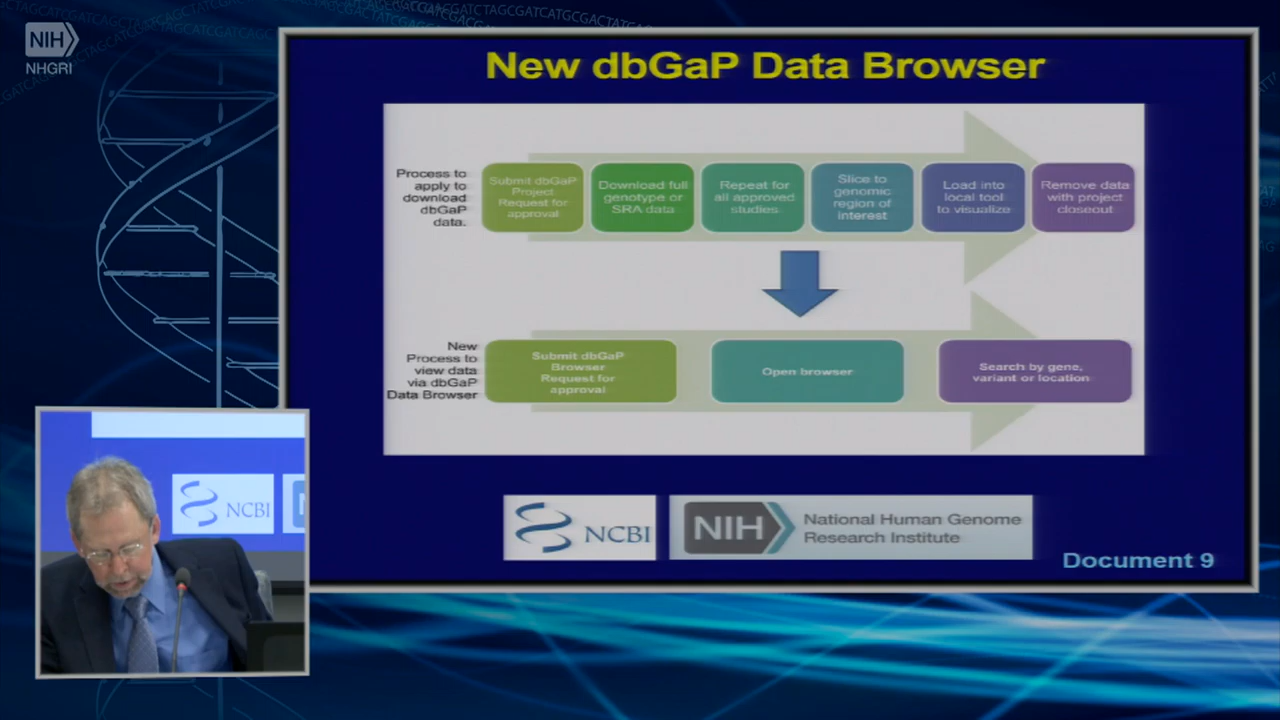 NIH
NHGRI
New dbGaP Data Browser
Process to
apply to
download
dbGaP
data.
Submit dbGaP
Project
Request for
approval
Download full
genotype or
SRA data
Repeat for
all approved
studies.
Slice to
genomic
region of
interest
Load into
local tool
to visualize
Remove data
with project
closeout
New
Process to
view data
via dbGaP
Data Browser
Submit dbGaP
Browser
Request for
approval
Open browser
Search by gene,
variant or location
NCBI
NIH
National Human Genome
Research Institute
Document 9
NCBI